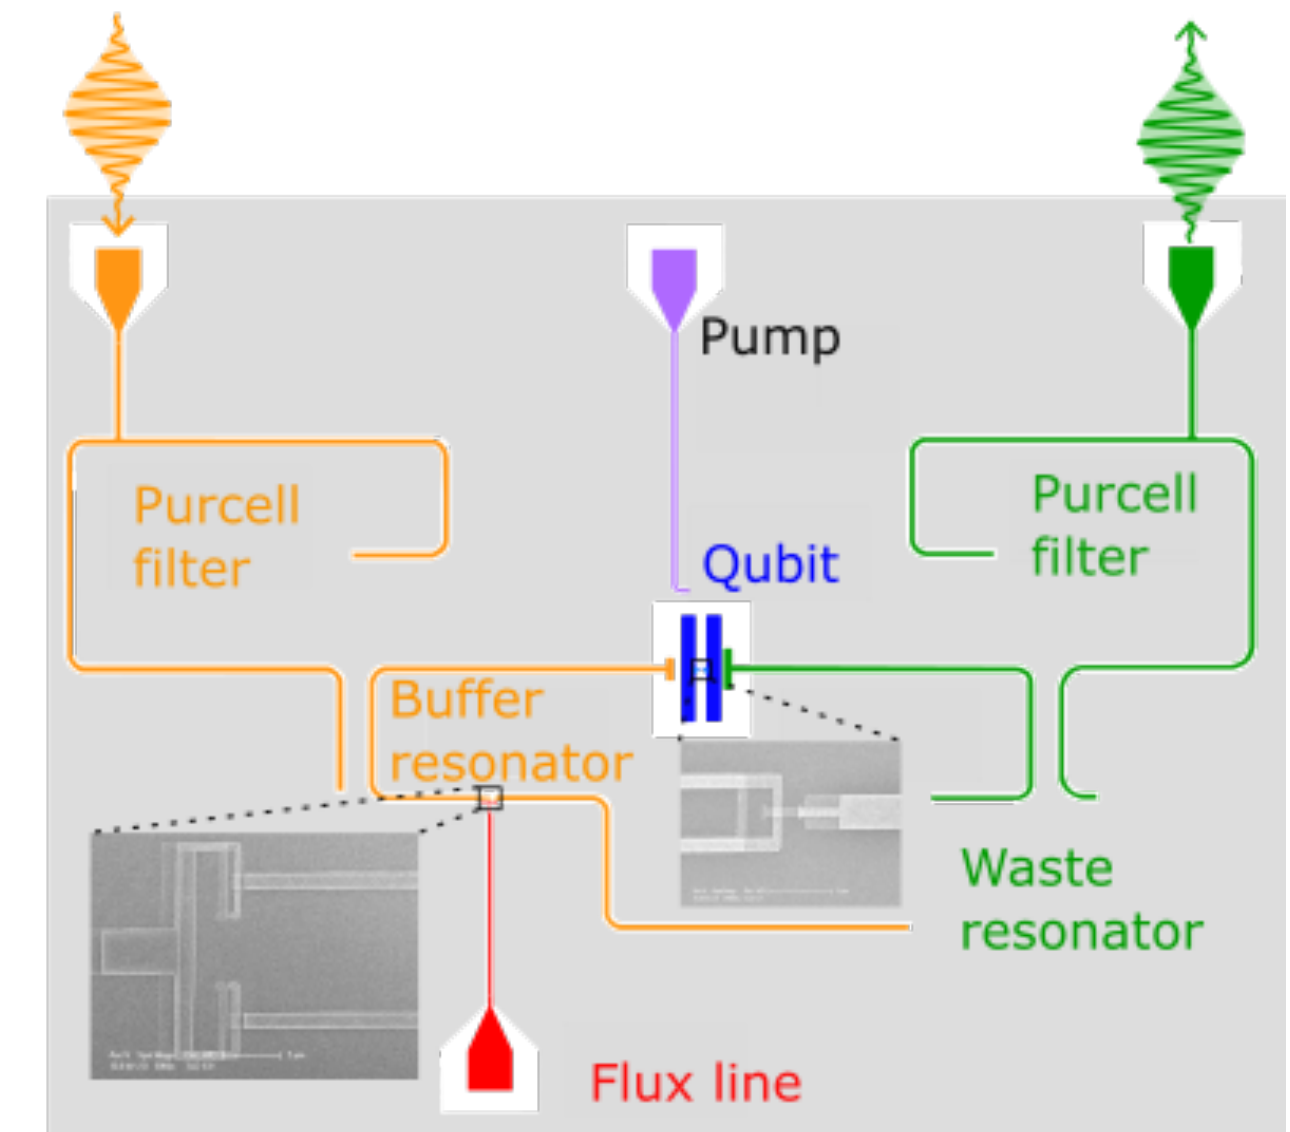 Pump
Purcell
filter
Purcell
filter
Qubit
Buffer
resonator
Waste
resonator
Flux line